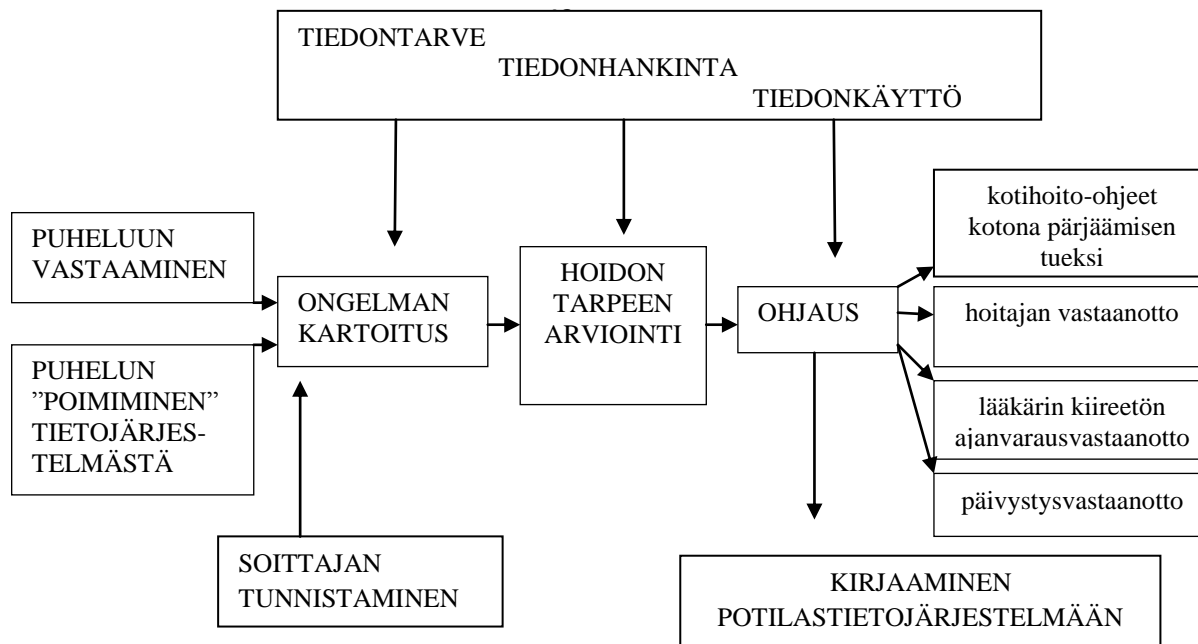 TIEDONTARVE
TIEDONHANKINTA
TIEDONKÄYTTÖ
PUHELUUN
VASTAAMINEN
PUHELUN
”POIMIMINEN”
TIETOJÄRJES-
TELMÄSTÄ
SOITTAJAN
TUNNISTAMINEN
ONGELMAN
KARTOITUS
HOIDON
TARPEEN
ARVIOINTI
OHJAUS
kotihoito-ohjeet
kotona pärjäämisen
tueksi
hoitajan vastaanotto
lääkärin kiireetön
ajanvarausvastaanotto
päivystysvastaanotto
KIRJAAMINEN
POTILASTIETOJÄRJESTELMÄÄN